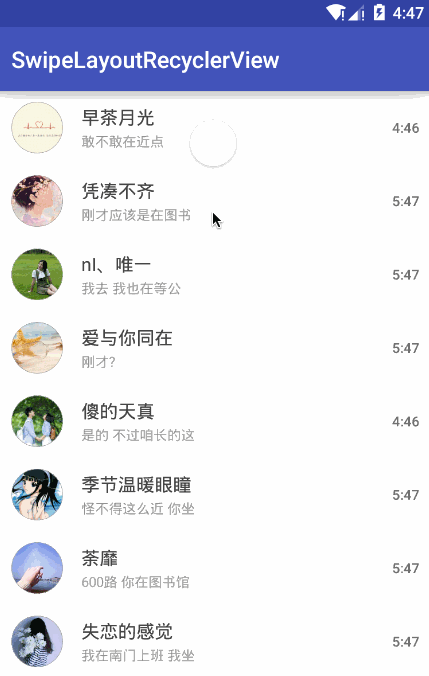 4:47
SwipeLayoutRecyclerView
早茶月光
4:46
敢不敢在近点
凭凑不齐
5:47
刚才应该是在图书
nl、唯一
5:47
我去 我也在等公
爱与你同在
5:47
刚才?
傻的天真
4:46
是的 不过咱长的这
季节温暖眼瞳
5:47
怪不得这么近 你坐
荼靡
5:47
600路 你在图书馆
失恋的感觉
5:47
我在南门上班 我坐